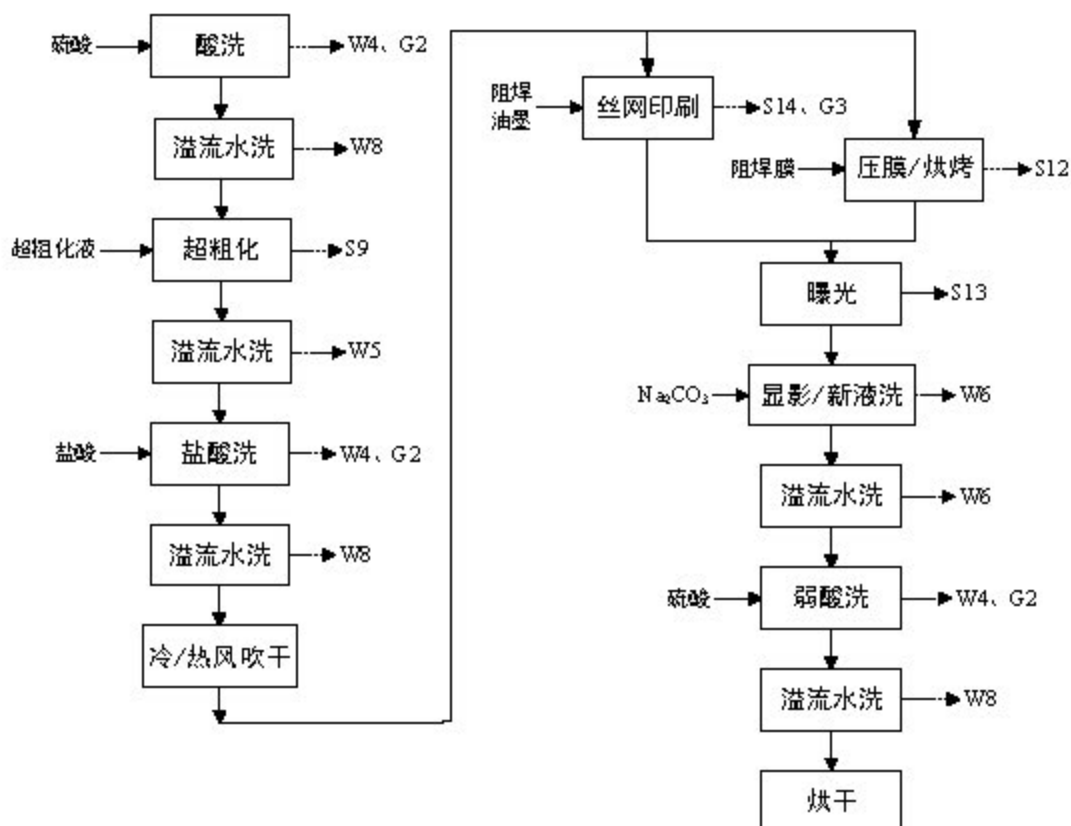 硫酸
酸洗
W4、G2
溢流水洗
W8
超粗化液
超粗化
S9
溢流水洗
W5
盐酸
盐酸洗
W4、G2
溢流水洗
W8
冷/热风吹干
阻焊
油墨
丝网印刷
S14、G3
阻焊膜
压膜/烘烤
S12
曝光
S13
Na₂CO₃
显影/新液洗
W6
溢流水洗
W6
硫酸
弱酸洗
W4、G2
溢流水洗
W8
烘干